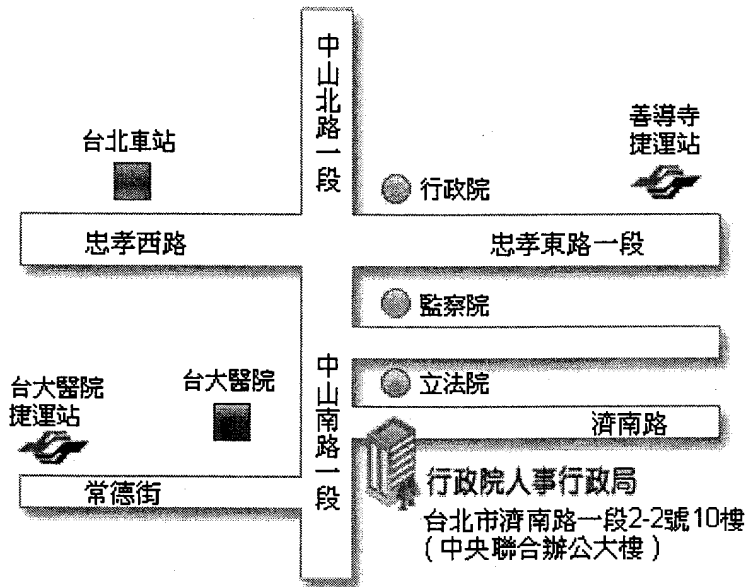 中山北路一段
善導寺
捷運站
台北車站
行政院
忠孝西路
忠孝東路一段
監察院
中山南路一段
立法院
台大醫院
台大醫院
捷運站
濟南路
常德街
行政院人事行政局
台北市濟南路一段2-2號10樓
(中央聯合辦公大樓)